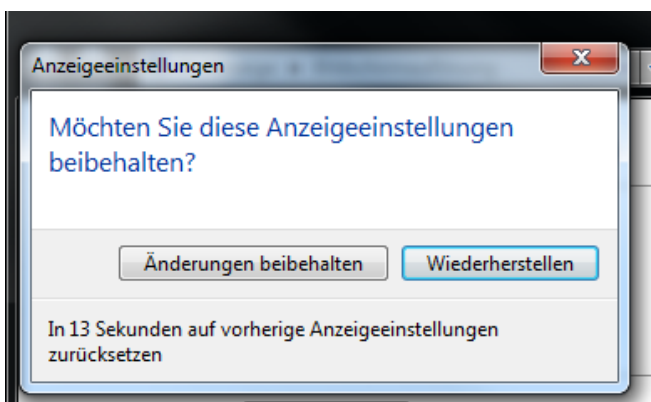 Anzeigeeinstellungen
Möchten Sie diese Anzeigeeinstellungen
beibehalten?
Änderungen beibehalten Wiederherstellen
In 13 Sekunden auf vorherige Anzeigeeinstellungen
zurücksetzen